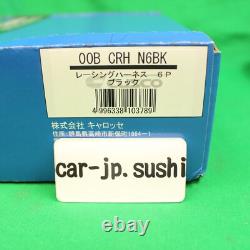 00B CRH N6BK
レーシングハーネス 6P
ブラック
4996338103789
株式会社 キャロッセ
car-jp.sushi